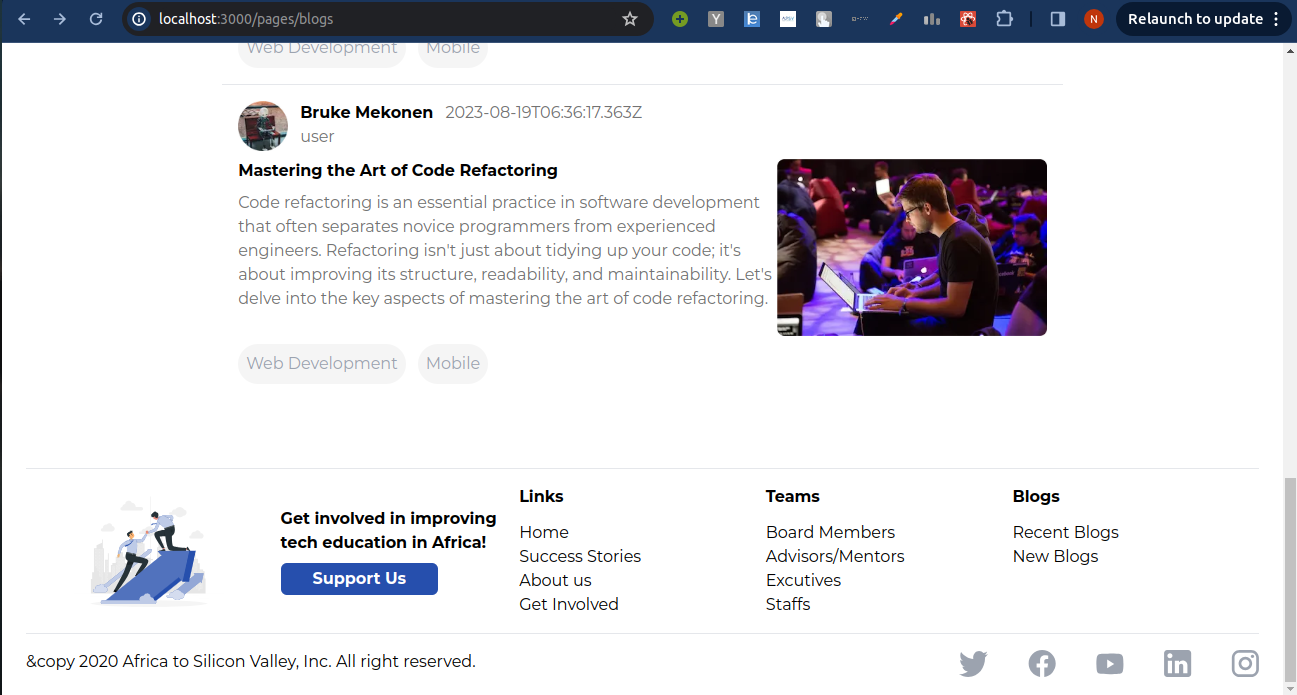 localhost:3000/pages/blogs
Relaunch to update
Web Development Mobile
Bruke Mekonen 2023-08-19T06:36:17.363Z
user
Mastering the Art of Code Refactoring
Code refactoring is an essential practice in software development
that often separates novice programmers from experienced
engineers. Refactoring isn't just about tidying up your code; it's
about improving its structure, readability, and maintainability. Let's
delve into the key aspects of mastering the art of code refactoring.
Web Development Mobile
Get involved in improving
tech education in Africa!
Support Us
Links
Home
Success Stories
About us
Get Involved
Teams
Board Members
Advisors/Mentors
Excutives
Staffs
Blogs
Recent Blogs
New Blogs
&copy 2020 Africa to Silicon Valley, Inc. All right reserved.